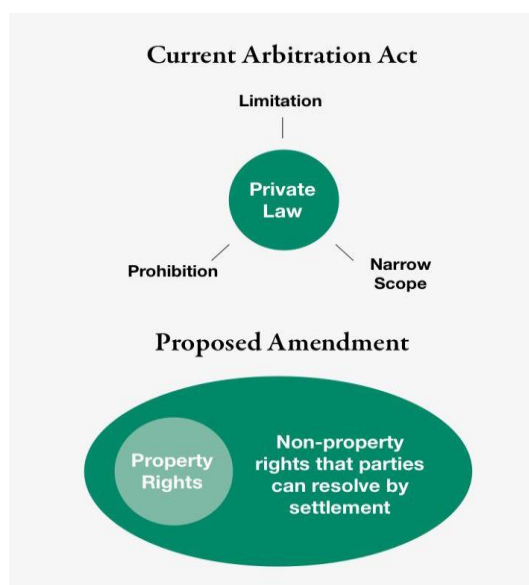 Current Arbitration Act
Limitation
Private
Law
Prohibition
Narrow
Scope
Proposed Amendment
Property
Rights
Non-property
rights that parties
can resolve by
settlement